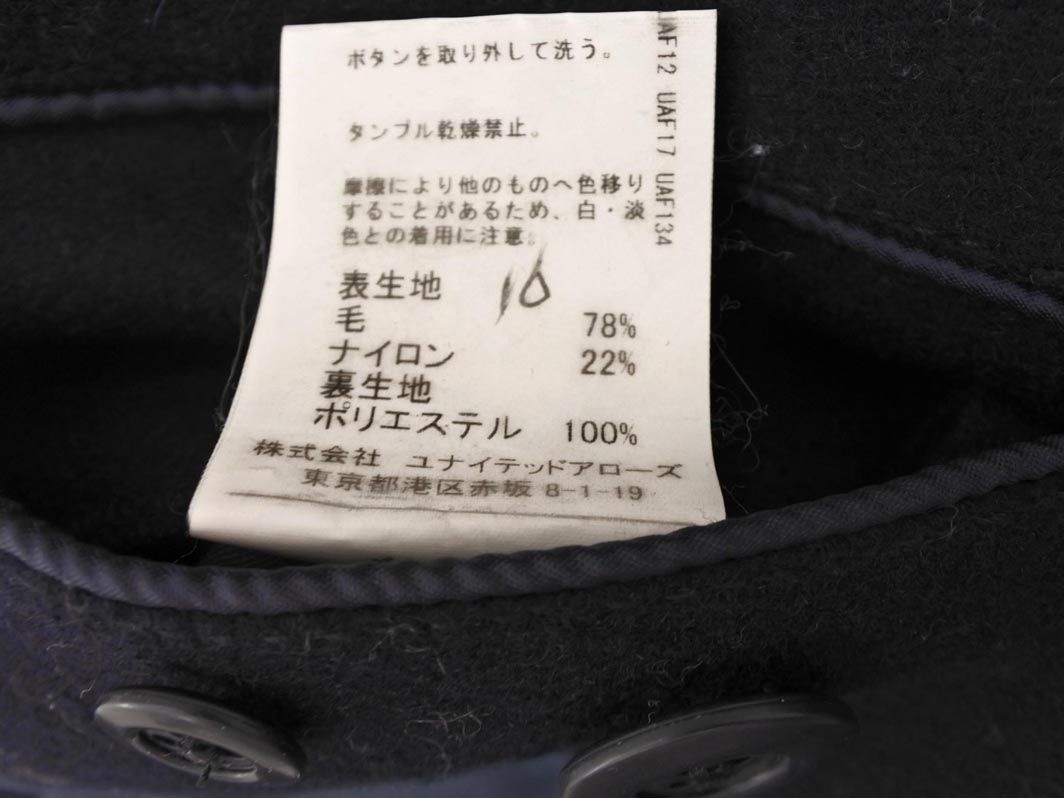 ボタンを取り外して洗う。
タンブル乾燥禁止。
摩擦により他のものへ色移り
することがあるため、白・淡
色との着用に注意。
表生地 10
毛 78%
ナイロン 22%
裏生地
ポリエステル 100%
株式会社 ユナイテッドアローズ
東京都港区赤坂 8-1-19
UAF17 UAF134